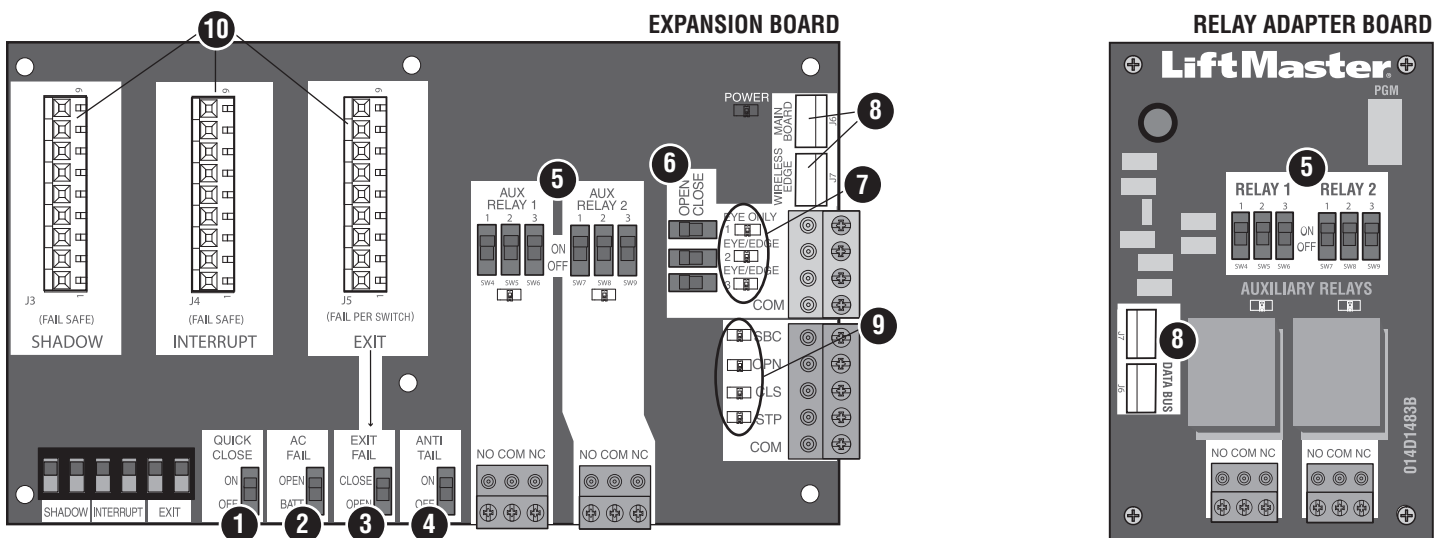 EXPANSION BOARD
10
9
J3
1
(FAIL SAFE)
SHADOW
9
J4
1
(FAIL SAFE)
INTERRUPT
9
J5
1
(FAIL PER SWITCH)
EXIT
5
AUX
RELAY 1
1 2 3
SW4 SW5 SW6
ON
OFF
AUX
RELAY 2
1 2 3
SW7 SW8 SW9
6
OPEN
CLOSE
POWER
MAIN
BOARD
J6
WIRELESS
EDGE
J7
8
7
EYE ONLY
1
EYE/EDGE
2
EYE/EDGE
3
COM
9
SBC
OPN
CLS
STP
COM
SHADOW INTERRUPT EXIT
QUICK
CLOSE
ON
OFF
1
AC
FAIL
OPEN
BATT
2
EXIT
FAIL
CLOSE
OPEN
3
ANTI
TAIL
ON
OFF
4
NO COM NC
NO COM NC
RELAY ADAPTER BOARD
LiftMaster
PGM
5
RELAY 1
1 2 3
SW4 SW5 SW6
ON
OFF
RELAY 2
1 2 3
SW7 SW8 SW9
AUXILIARY RELAYS
J7
J6
8
DATA BUS
014D1483B
NO COM NC
NO COM NC